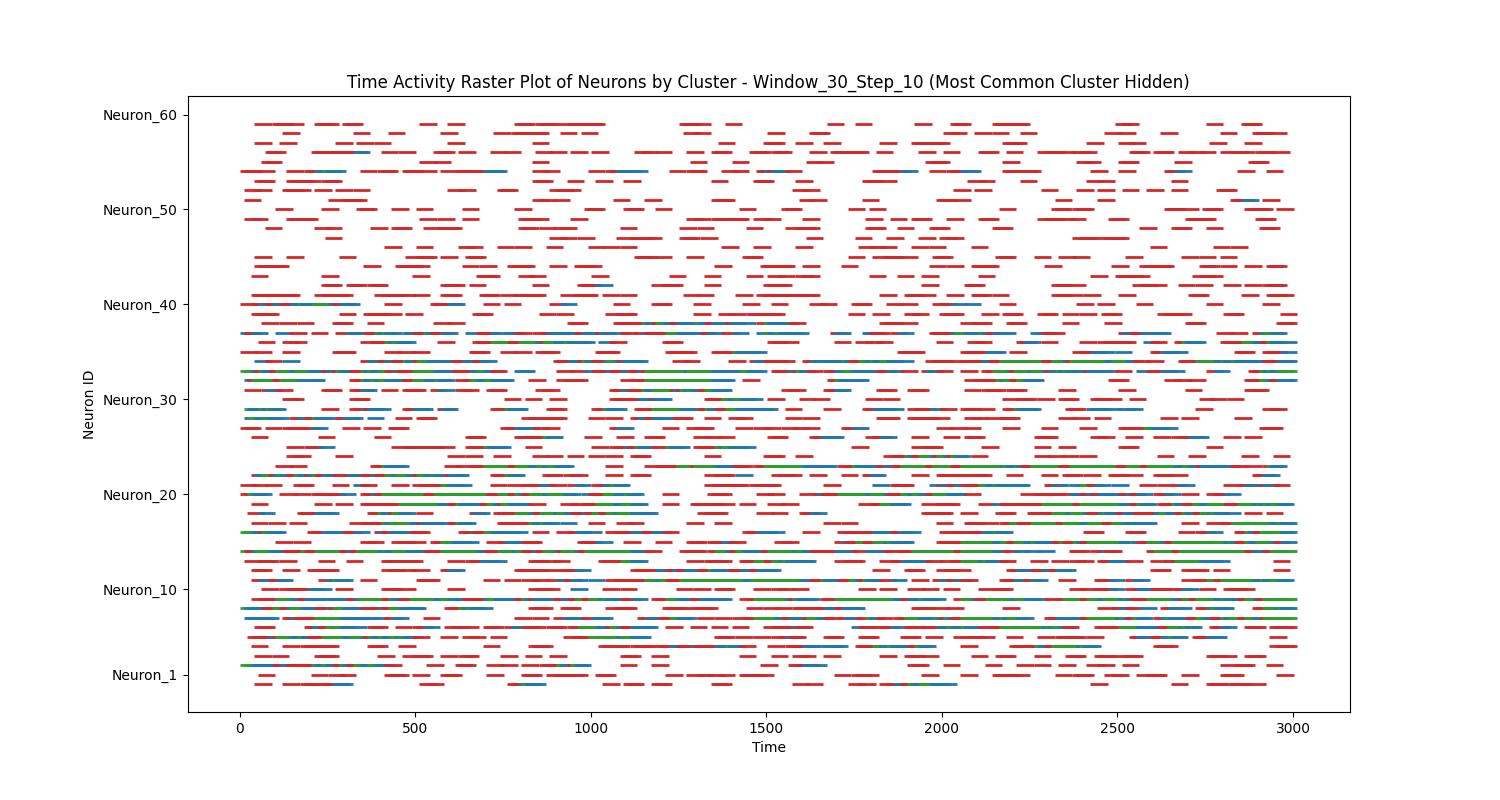 Time Activity Raster Plot of Neurons by Cluster - Window_30_Step_10 (Most Common Cluster Hidden)
Neuron_60
Neuron_50
Neuron_40
Neuron_30
Neuron_20
Neuron_10
Neuron_1
Neuron ID
0 500 1000 1500 2000 2500 3000
Time